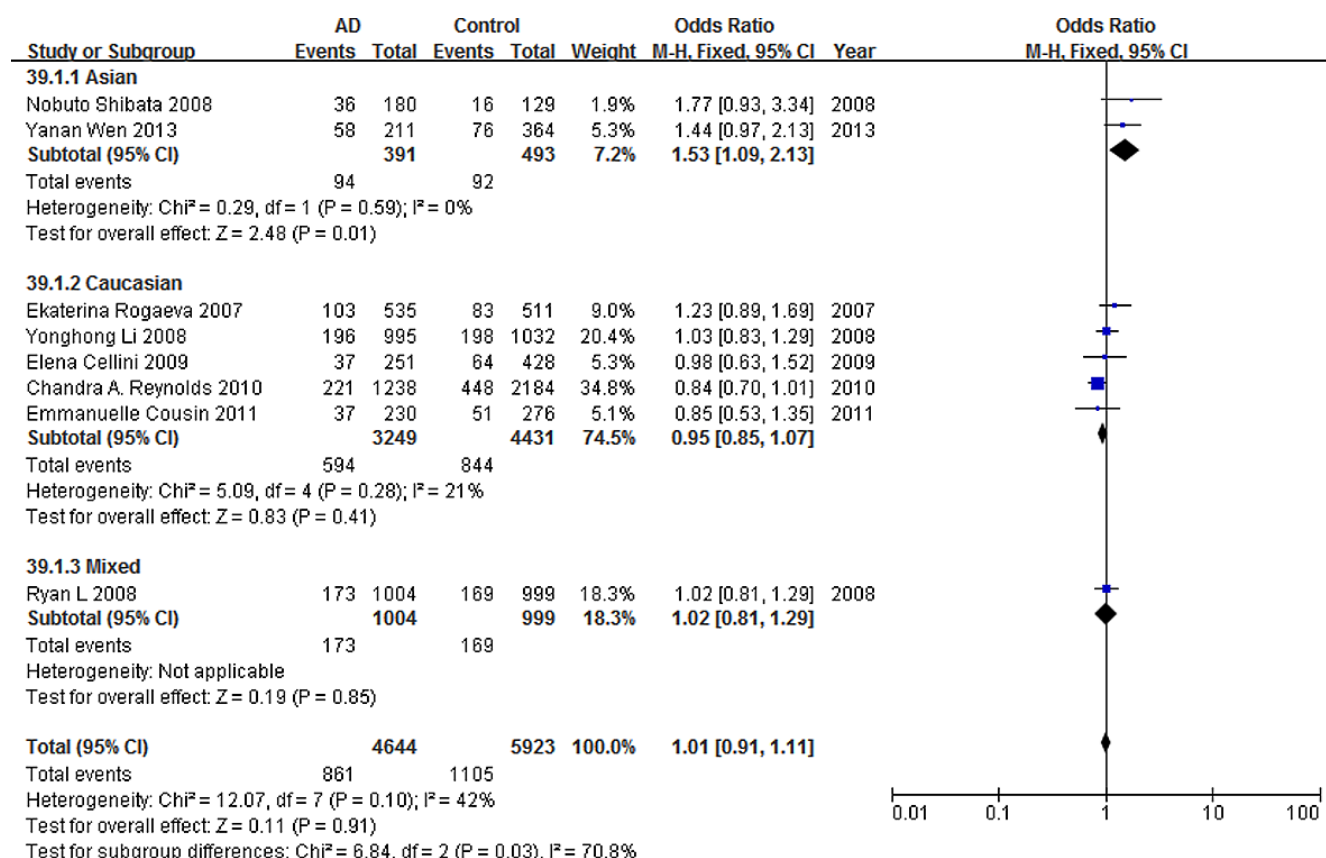 AD Control Odds Ratio Odds Ratio
Study or Subgroup Events Total Events Total Weight M-H, Fixed, 95% CI Year M-H, Fixed, 95% CI
39.1.1 Asian
Nobuto Shibata 2008 36 180 16 129 1.9% 1.77 [0.93, 3.34] 2008
Yanan Wen 2013 58 211 76 364 5.3% 1.44 [0.97, 2.13] 2013
Subtotal (95% CI) 391 493 7.2% 1.53 [1.09, 2.13]
Total events 94 92
Heterogeneity: Chi² = 0.29, df = 1 (P = 0.59); I² = 0%
Test for overall effect: Z = 2.48 (P = 0.01)
39.1.2 Caucasian
Ekaterina Rogaeva 2007 103 535 83 511 9.0% 1.23 [0.89, 1.69] 2007
Yonghong Li 2008 196 995 198 1032 20.4% 1.03 [0.83, 1.29] 2008
Elena Cellini 2009 37 251 64 428 5.3% 0.98 [0.63, 1.52] 2009
Chandra A. Reynolds 2010 221 1238 448 2184 34.8% 0.84 [0.70, 1.01] 2010
Emmanuelle Cousin 2011 37 230 51 276 5.1% 0.85 [0.53, 1.35] 2011
Subtotal (95% CI) 3249 4431 74.5% 0.95 [0.85, 1.07]
Total events 594 844
Heterogeneity: Chi² = 5.09, df = 4 (P = 0.28); I² = 21%
Test for overall effect: Z = 0.83 (P = 0.41)
39.1.3 Mixed
Ryan L 2008 173 1004 169 999 18.3% 1.02 [0.81, 1.29] 2008
Subtotal (95% CI) 1004 999 18.3% 1.02 [0.81, 1.29]
Total events 173 169
Heterogeneity: Not applicable
Test for overall effect: Z = 0.19 (P = 0.85)
Total (95% CI) 4644 5923 100.0% 1.01 [0.91, 1.11]
Total events 861 1105
Heterogeneity: Chi² = 12.07, df = 7 (P = 0.10); I² = 42%
Test for overall effect: Z = 0.11 (P = 0.91)
Test for subgroup differences: Chi² = 6.84, df = 2 (P = 0.03), I² = 70.8%
0.01 0.1 1 10 100